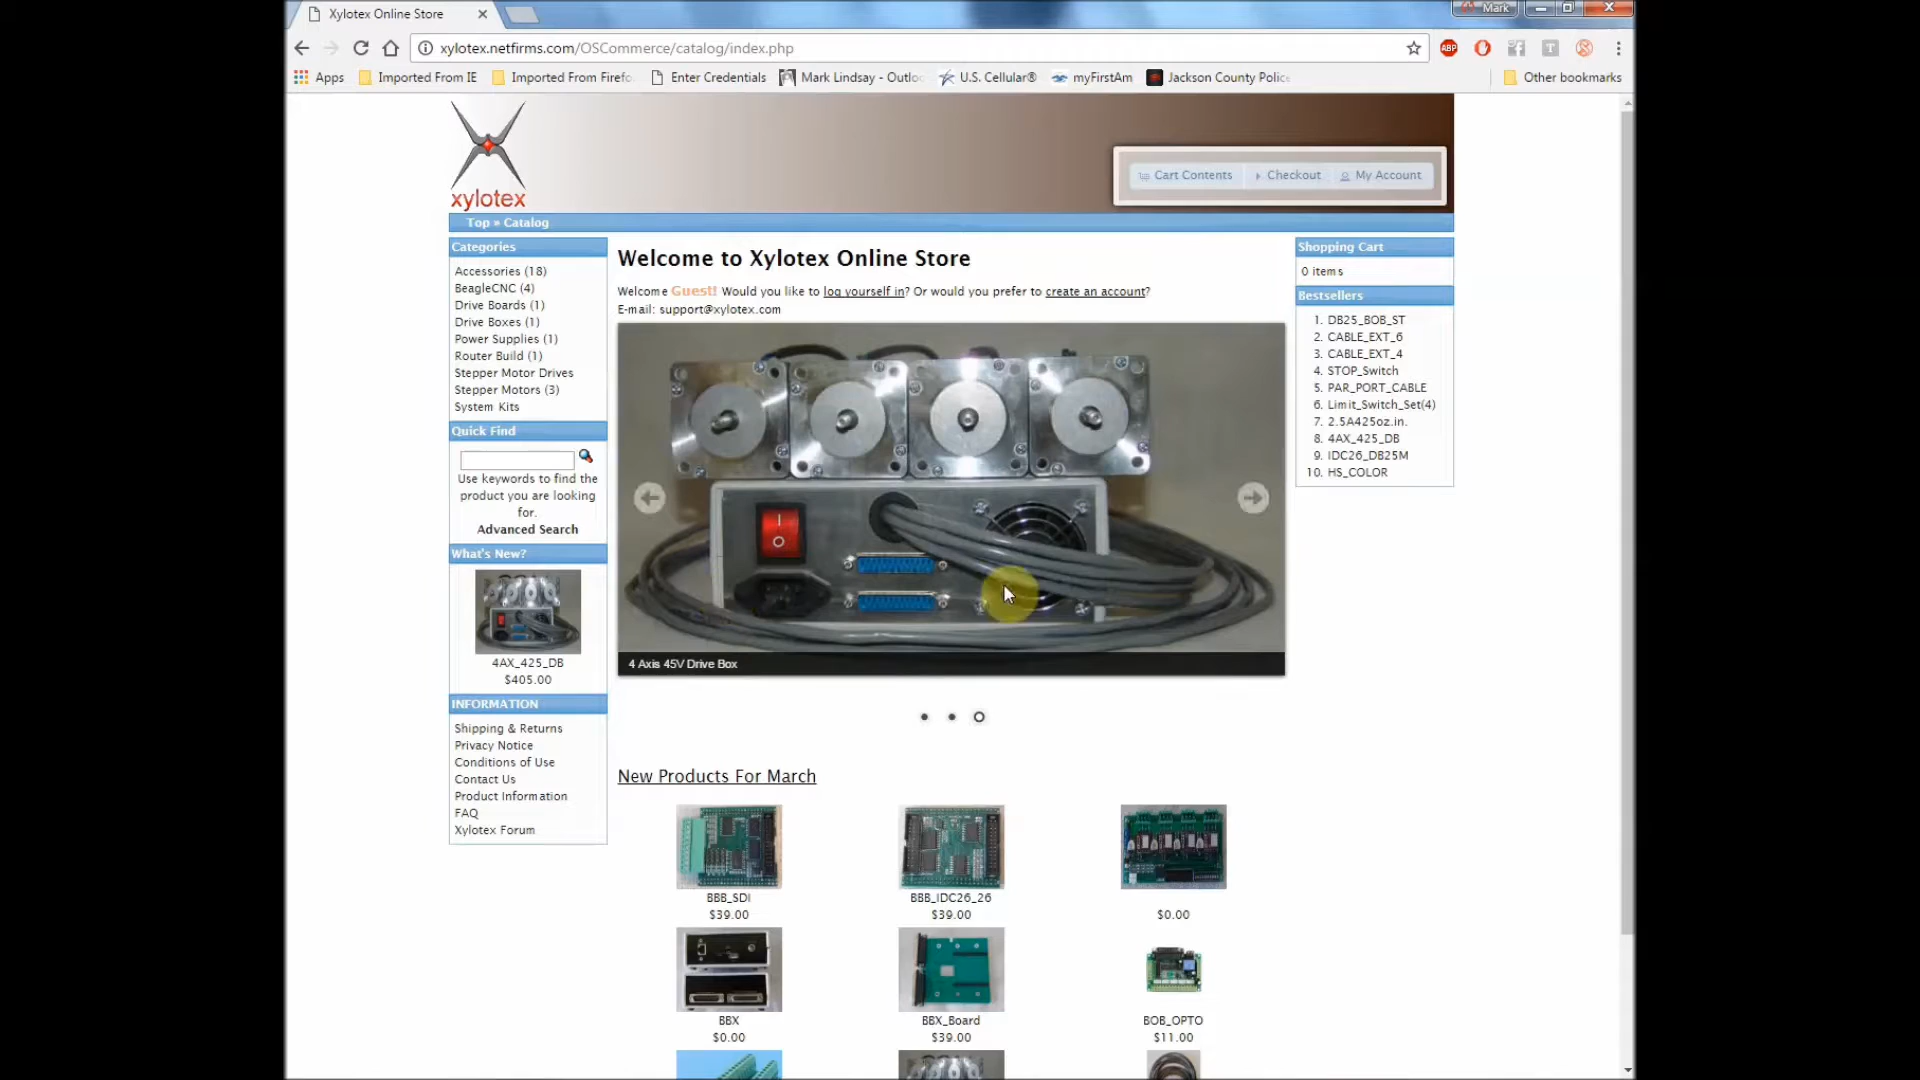 Xylotex Online Store
Mark
xylotex.netfirms.com/OSCommerce/catalog/index.php
ABP
Apps
Imported From IE
Imported From Firefo
Enter Credentials
Mark Lindsay - Outloo
U.S. Cellular®
myFirstAm
Jackson County Police
Other bookmarks
xylotex
Cart Contents
Checkout
My Account
Top » Catalog
Categories
Accessories (18)
BeagleCNC (4)
Drive Boards (1)
Drive Boxes (1)
Power Supplies (1)
Router Build (1)
Stepper Motor Drives
Stepper Motors (3)
System Kits
Quick Find
Use keywords to find the
product you are looking
for.
Advanced Search
What's New?
4AX_425_DB
$405.00
INFORMATION
Shipping & Returns
Privacy Notice
Conditions of Use
Contact Us
Product Information
FAQ
Xylotex Forum
Welcome to Xylotex Online Store
Welcome Guest! Would you like to log yourself in? Or would you prefer to create an account?
E-mail: support@xylotex.com
4 Axis 45V Drive Box
New Products For March
BBB_SDI
$39.00
BBB_IDC26_26
$39.00
$0.00
BBX
$0.00
BBX_Board
$39.00
BOB_OPTO
$11.00
Shopping Cart
0 items
Bestsellers
1. DB25_BOB_ST
2. CABLE_EXT_6
3. CABLE_EXT_4
4. STOP_Switch
5. PAR_PORT_CABLE
6. Limit_Switch_Set(4)
7. 2.5A425oz.in.
8. 4AX_425_DB
9. IDC26_DB25M
10. HS_COLOR